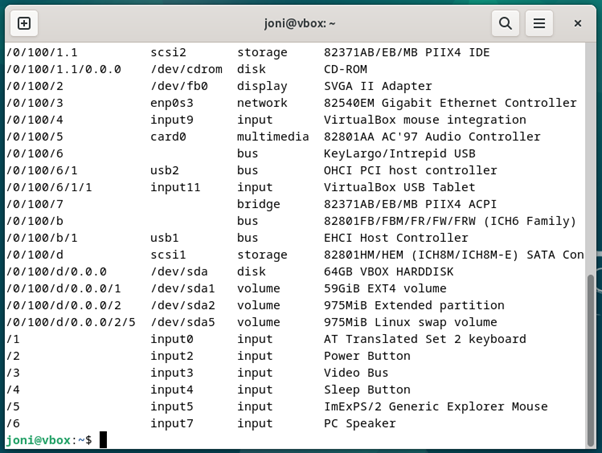 joni@vbox: ~
/0/100/1.1 scsi2 storage 82371AB/EB/MB PIIX4 IDE
/0/100/1.1/0.0.0 /dev/cdrom disk CD-ROM
/0/100/2 /dev/fb0 display SVGA II Adapter
/0/100/3 enp0s3 network 82540EM Gigabit Ethernet Controller
/0/100/4 input9 input VirtualBox mouse integration
/0/100/5 card0 multimedia 82801AA AC'97 Audio Controller
/0/100/6 bus KeyLargo/Intrepid USB
/0/100/6/1 usb2 bus OHCI PCI host controller
/0/100/6/1/1 input11 input VirtualBox USB Tablet
/0/100/7 bridge 82371AB/EB/MB PIIX4 ACPI
/0/100/b bus 82801FB/FBM/FR/FW/FRW (ICH6 Family)
/0/100/b/1 usb1 bus EHCI Host Controller
/0/100/d scsi1 storage 82801HM/HEM (ICH8M/ICH8M-E) SATA Con
/0/100/d/0.0.0 /dev/sda disk 64GB VBOX HARDDISK
/0/100/d/0.0.0/1 /dev/sda1 volume 59GiB EXT4 volume
/0/100/d/0.0.0/2 /dev/sda2 volume 975MiB Extended partition
/0/100/d/0.0.0/2/5 /dev/sda5 volume 975MiB Linux swap volume
/1 input0 input AT Translated Set 2 keyboard
/2 input2 input Power Button
/3 input3 input Video Bus
/4 input4 input Sleep Button
/5 input5 input ImExPS/2 Generic Explorer Mouse
/6 input7 input PC Speaker
joni@vbox:~$